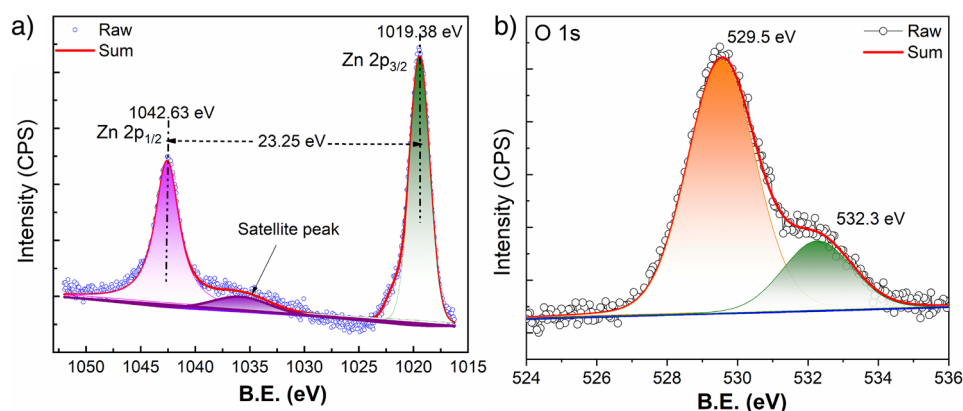 a)
Raw
Sum
1019.38 eV
Zn 2p3/2
1042.63 eV
Zn 2p1/2
23.25 eV
Satellite peak
Intensity (CPS)
1050 1045 1040 1035 1030 1025 1020 1015
B.E. (eV)
b)
O 1s
529.5 eV
Raw
Sum
532.3 eV
Intensity (CPS)
524 526 528 530 532 534 536
B.E. (eV)